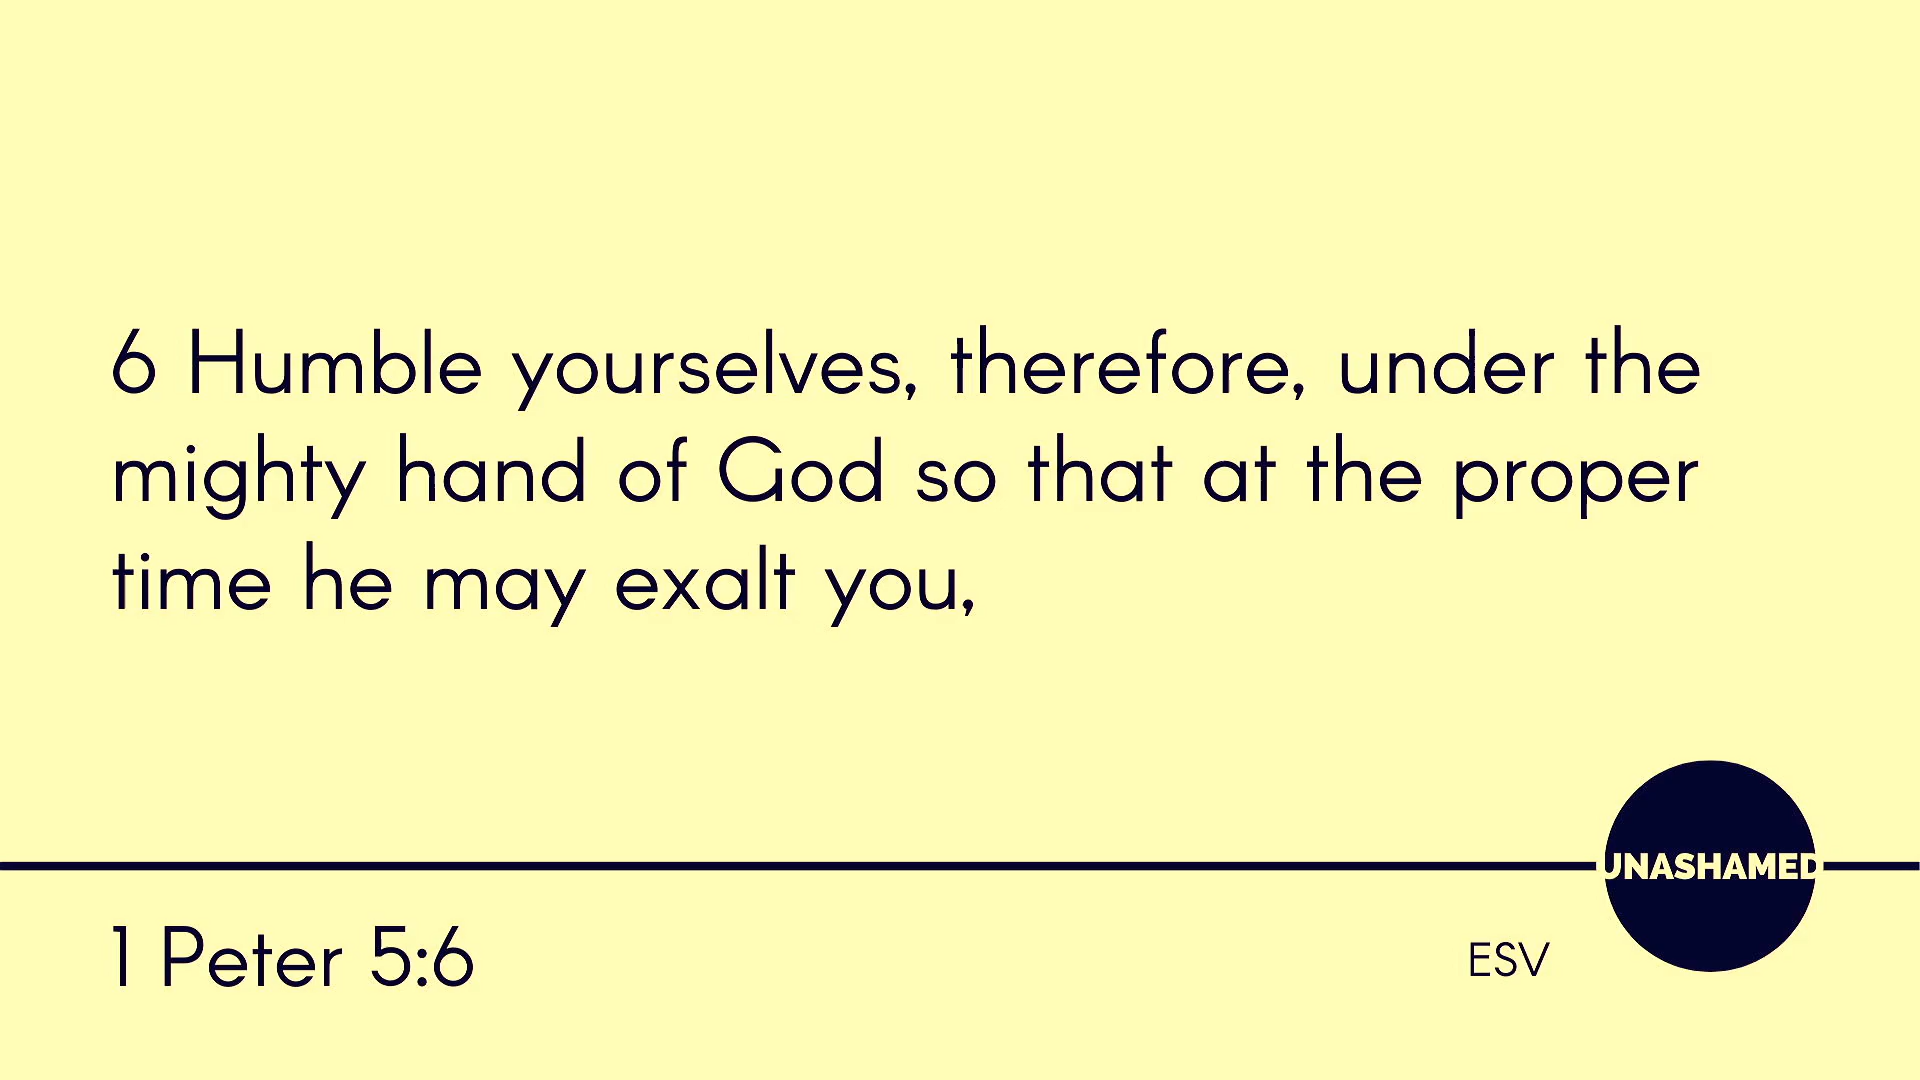 6 Humble yourselves, therefore, under the
mighty hand of God so that at the proper
time he may exalt you,
UNASHAMED
1 Peter 5:6
ESV